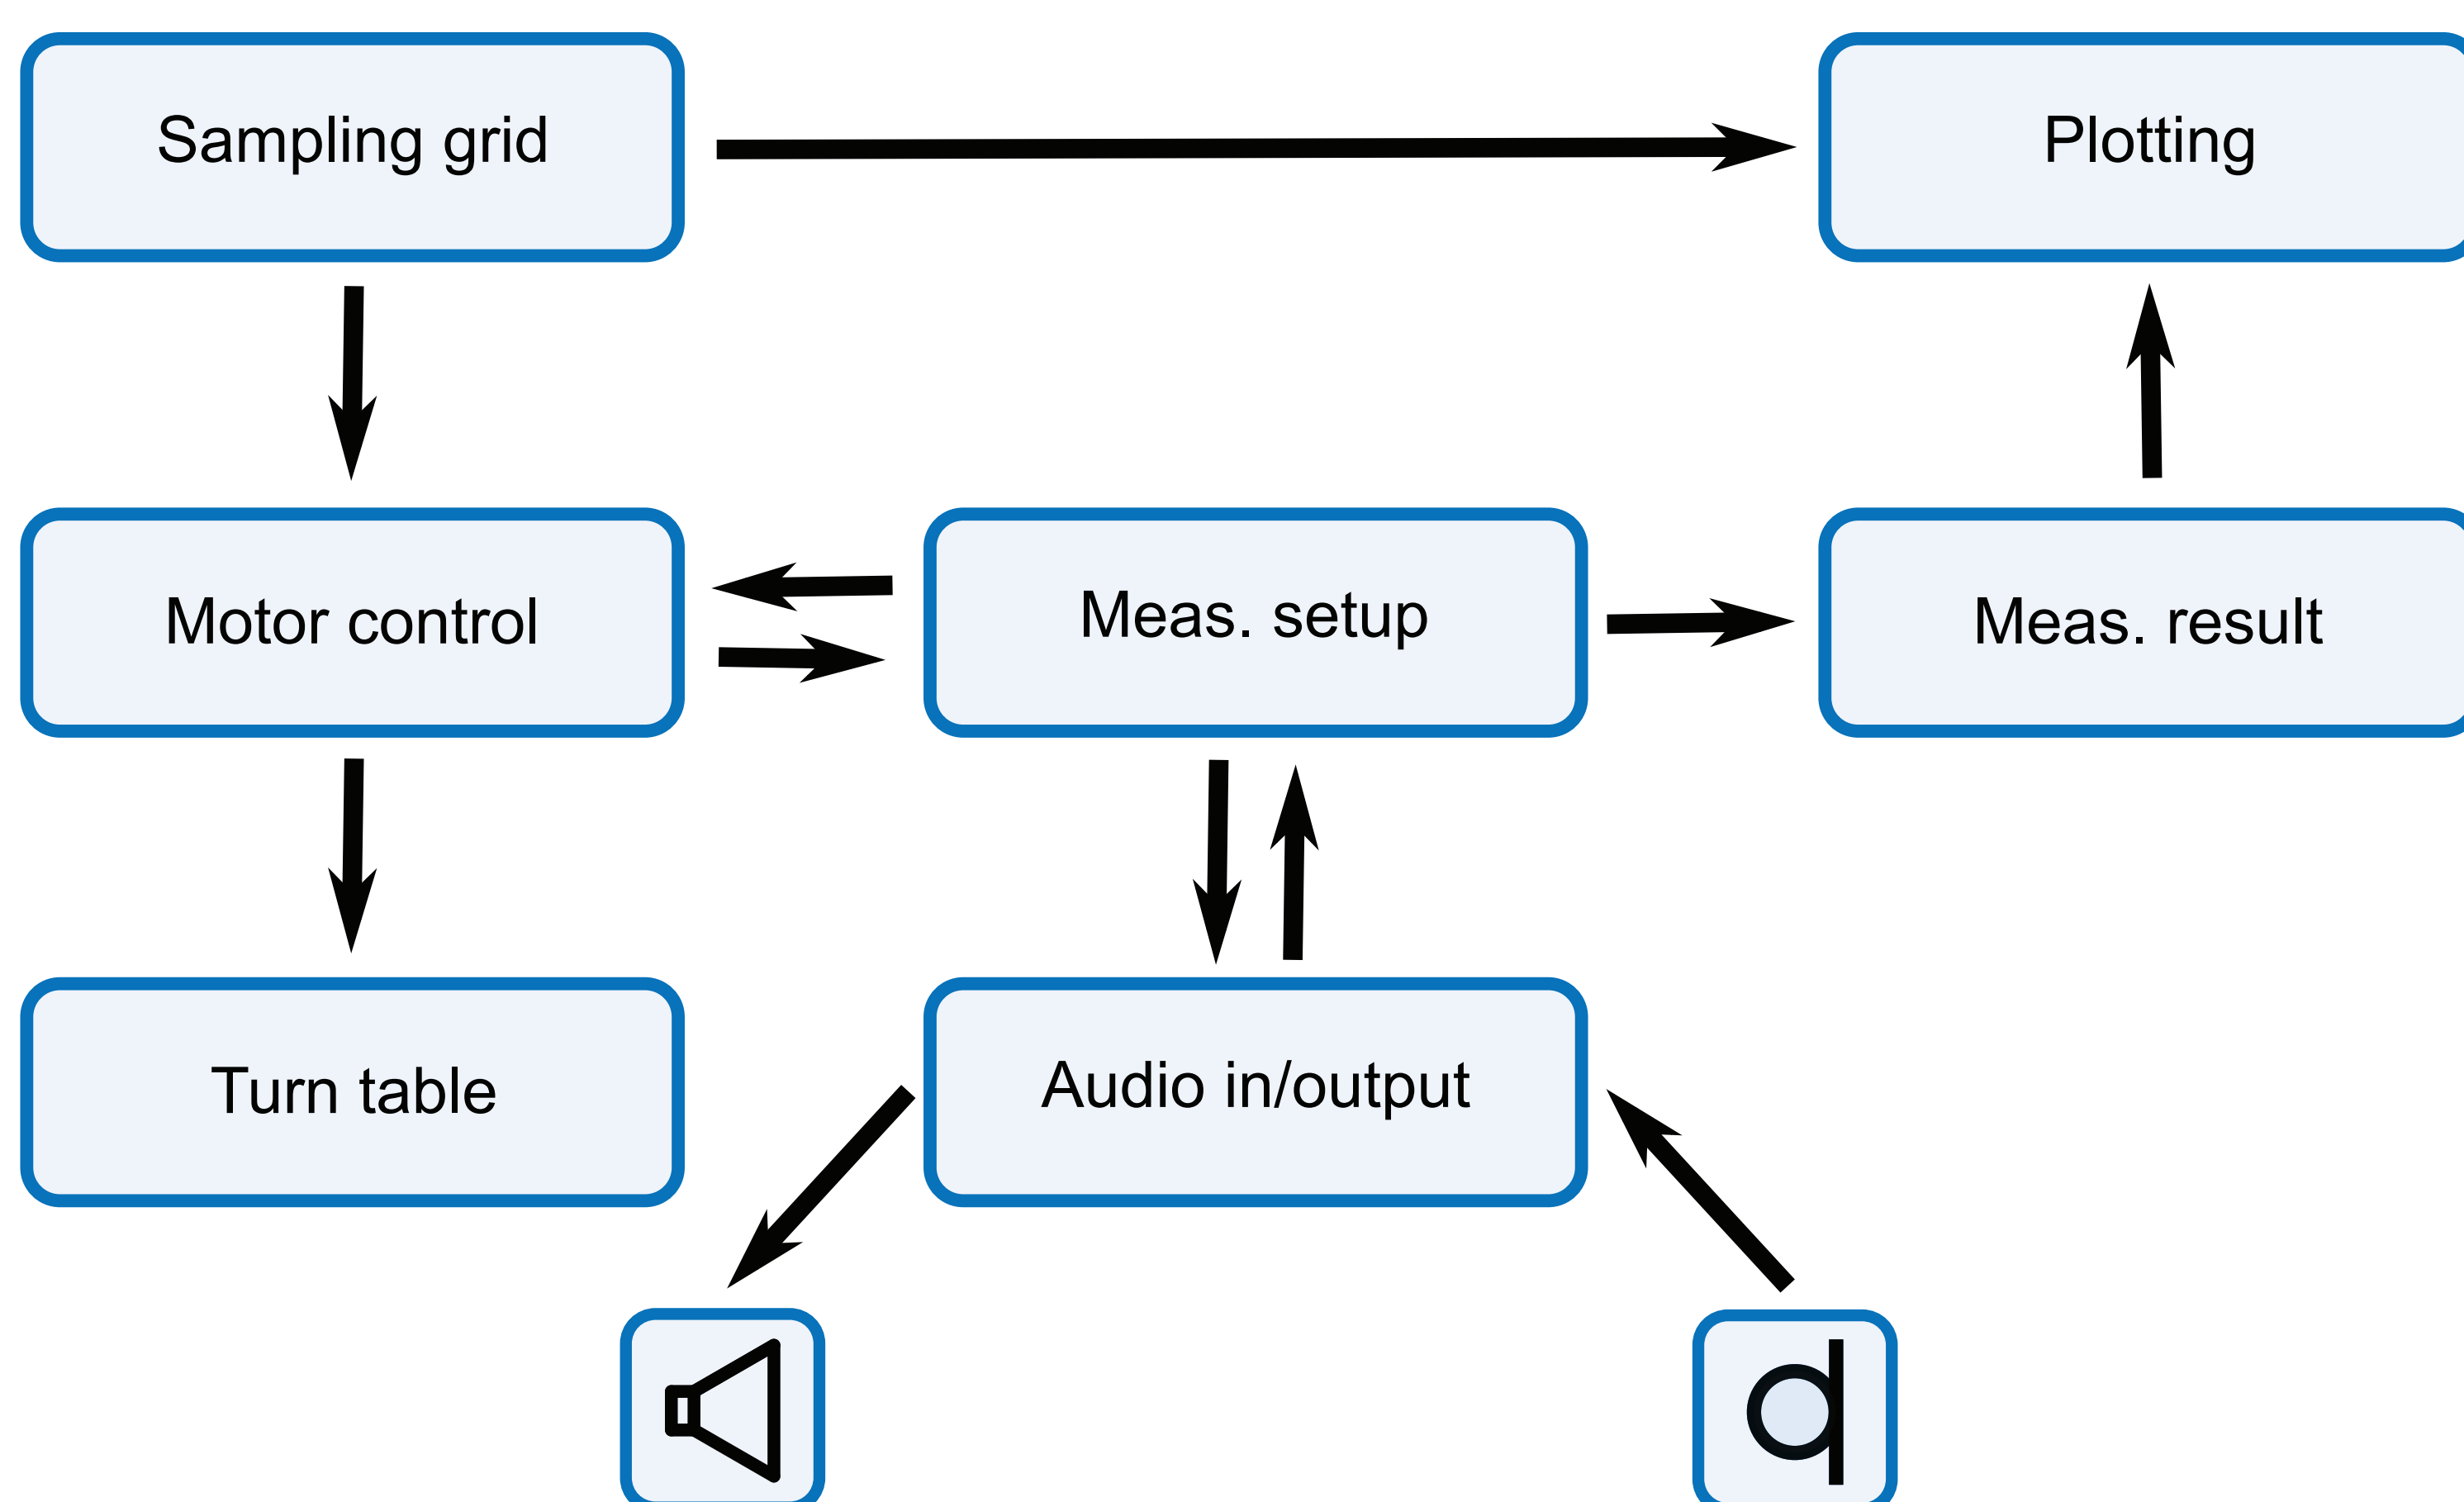 Sampling grid
Plotting
Motor control
Meas. setup
Meas. result
Turn table
Audio in/output